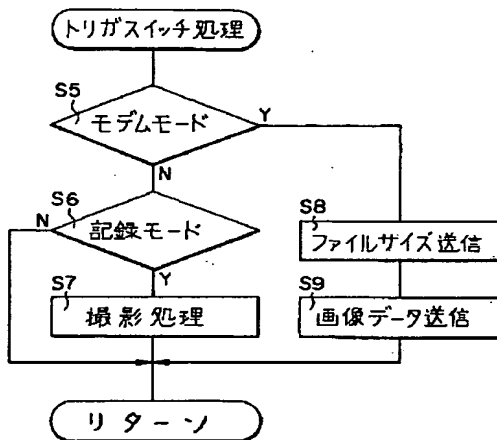 トリガスイッチ処理
S5
モデムモード
Y
N
S6
N
記録モード
Y
S8
ファイルサイズ送信
S7
撮影処理
S9
画像データ送信
リターン